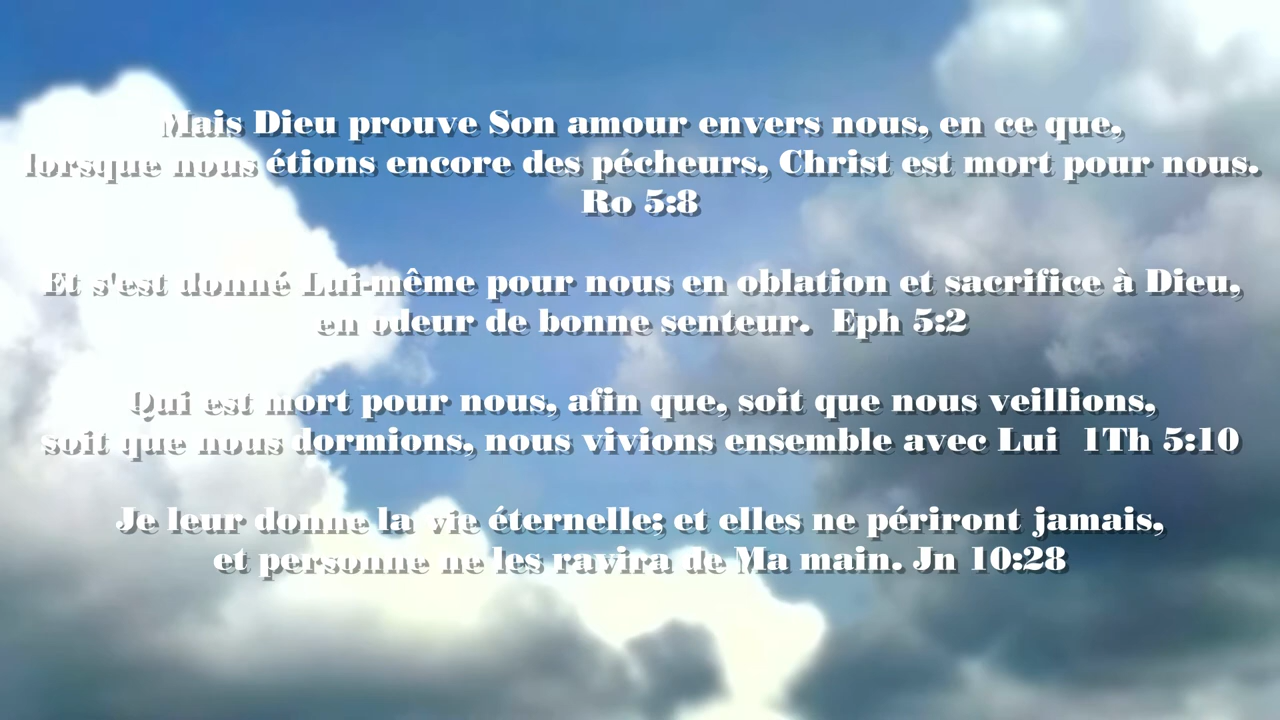 Mais Dieu prouve Son amour envers nous, en ce que,
lorsque nous étions encore des pécheurs, Christ est mort pour nous.
Ro 5:8
Et s'est donné Lui-même pour nous en oblation et sacrifice à Dieu,
en odeur de bonne senteur. Eph 5:2
Qui est mort pour nous, afin que, soit que nous veillions,
soit que nous dormions, nous vivions ensemble avec Lui 1Th 5:10
Je leur donne la vie éternelle; et elles ne périront jamais,
et personne ne les ravira de Ma main. Jn 10:28